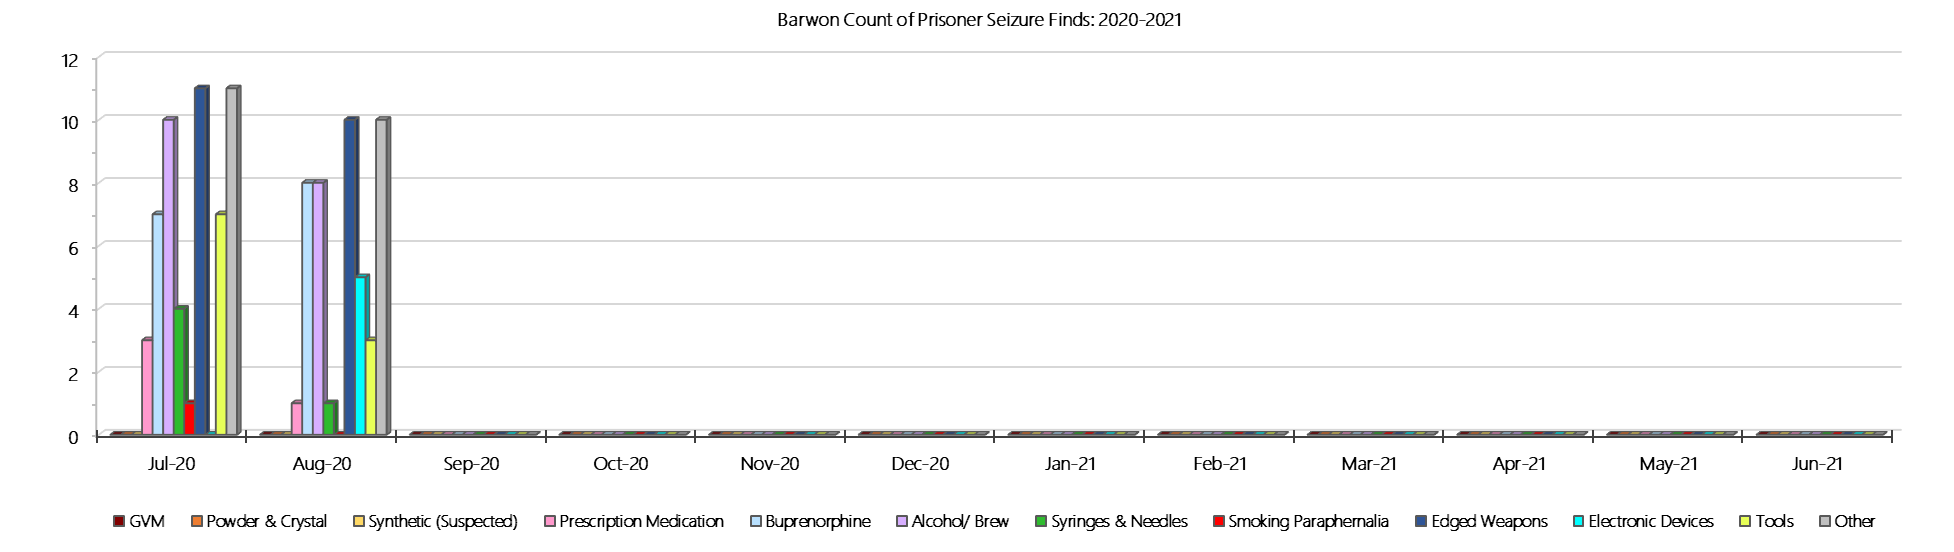 Barwon Count of Prisoner Seizure Finds: 2020-2021
12
10
8
6
4
2
0
Jul-20 Aug-20 Sep-20 Oct-20 Nov-20 Dec-20 Jan-21 Feb-21 Mar-21 Apr-21 May-21 Jun-21
GVM Powder & Crystal Synthetic (Suspected) Prescription Medication Buprenorphine Alcohol/ Brew Syringes & Needles Smoking Paraphernalia Edged Weapons Electronic Devices Tools Other